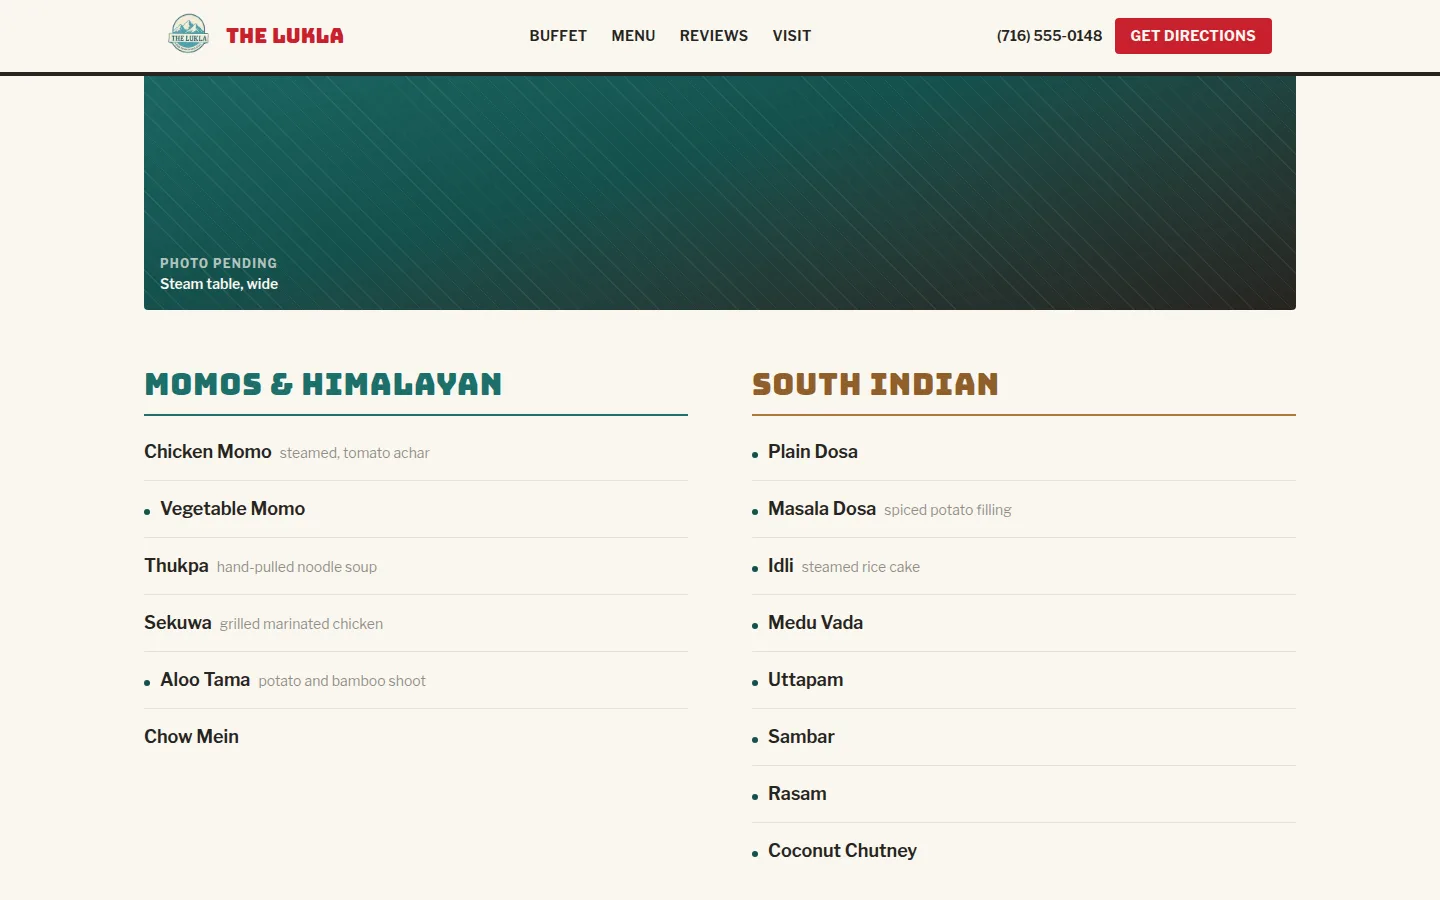 THE LUKLA
THE LUKLA
BUFFET
MENU
REVIEWS
VISIT
(716) 555-0148
GET DIRECTIONS
PHOTO PENDING
Steam table, wide
MOMOS & HIMALAYAN
Chicken Momo steamed, tomato achar
Vegetable Momo
Thukpa hand-pulled noodle soup
Sekuwa grilled marinated chicken
Aloo Tama potato and bamboo shoot
Chow Mein
SOUTH INDIAN
Plain Dosa
Masala Dosa spiced potato filling
Idli steamed rice cake
Medu Vada
Uttapam
Sambar
Rasam
Coconut Chutney